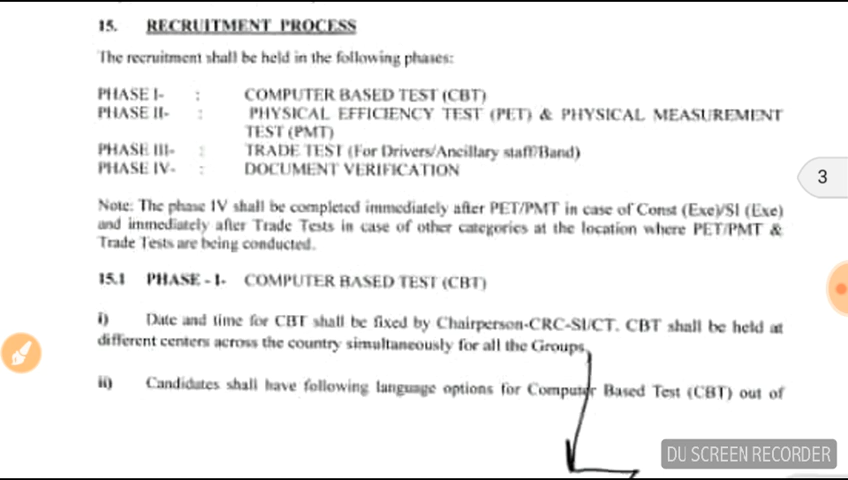 15. RECRUITMENT PROCESS
The recruitment shall be held in the following phases:
PHASE I- : COMPUTER BASED TEST (CBT)
PHASE II- : PHYSICAL EFFICIENCY TEST (PET) & PHYSICAL MEASUREMENT
TEST (PMT)
PHASE III- : TRADE TEST (For Drivers/Ancillary staff/Band)
PHASE IV- : DOCUMENT VERIFICATION
3
Note: The phase IV shall be completed immediately after PET/PMT in case of Const (Exe)/SI (Exe)
and immediately after Trade Tests in case of other categories at the location where PET/PMT &
Trade Tests are being conducted.
15.1 PHASE - I- COMPUTER BASED TEST (CBT)
i) Date and time for CBT shall be fixed by Chairperson-CRC-SI/CT. CBT shall be held at
different centers across the country simultaneously for all the Groups.
ii) Candidates shall have following language options for Computer Based Test (CBT) out of
DU SCREEN RECORDER